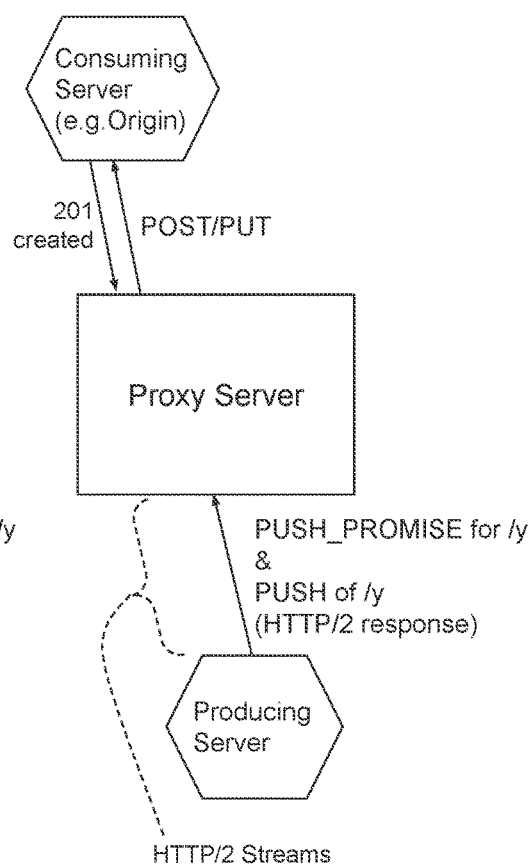 Consuming
Server
(e.g.Origin)
201
created
POST/PUT
Proxy Server
/y
PUSH_PROMISE for /y
&
PUSH of /y
(HTTP/2 response)
Producing
Server
HTTP/2 Streams